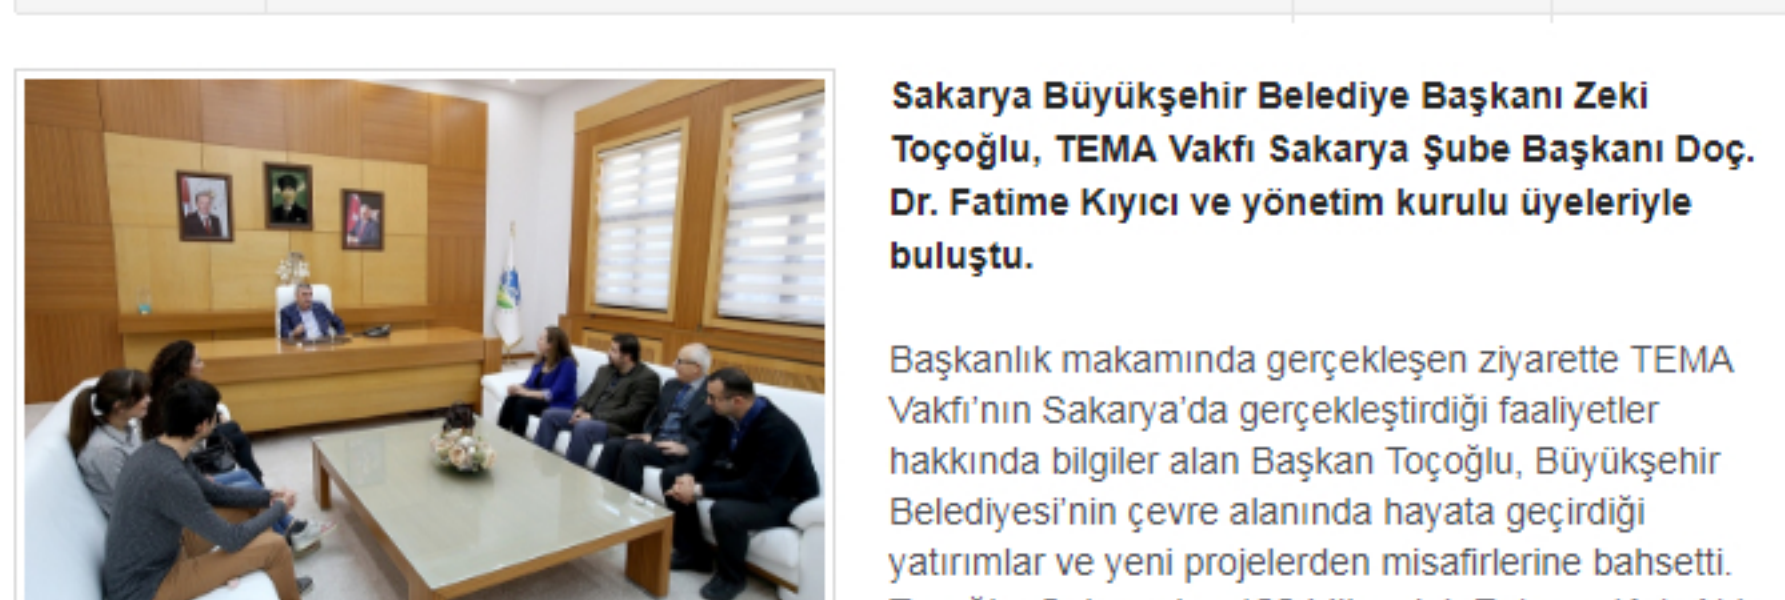 Sakarya Büyükşehir Belediye Başkanı Zeki
Toçoğlu, TEMA Vakfı Sakarya Şube Başkanı Doç.
Dr. Fatime Kıyıcı ve yönetim kurulu üyeleriyle
buluştu.
Başkanlık makamında gerçekleşen ziyarette TEMA
Vakfı’nın Sakarya’da gerçekleştirdiği faaliyetler
hakkında bilgiler alan Başkan Toçoğlu, Büyükşehir
Belediyesi’nin çevre alanında hayata geçirdiği
yatırımlar ve yeni projelerden misafirlerine bahsetti.